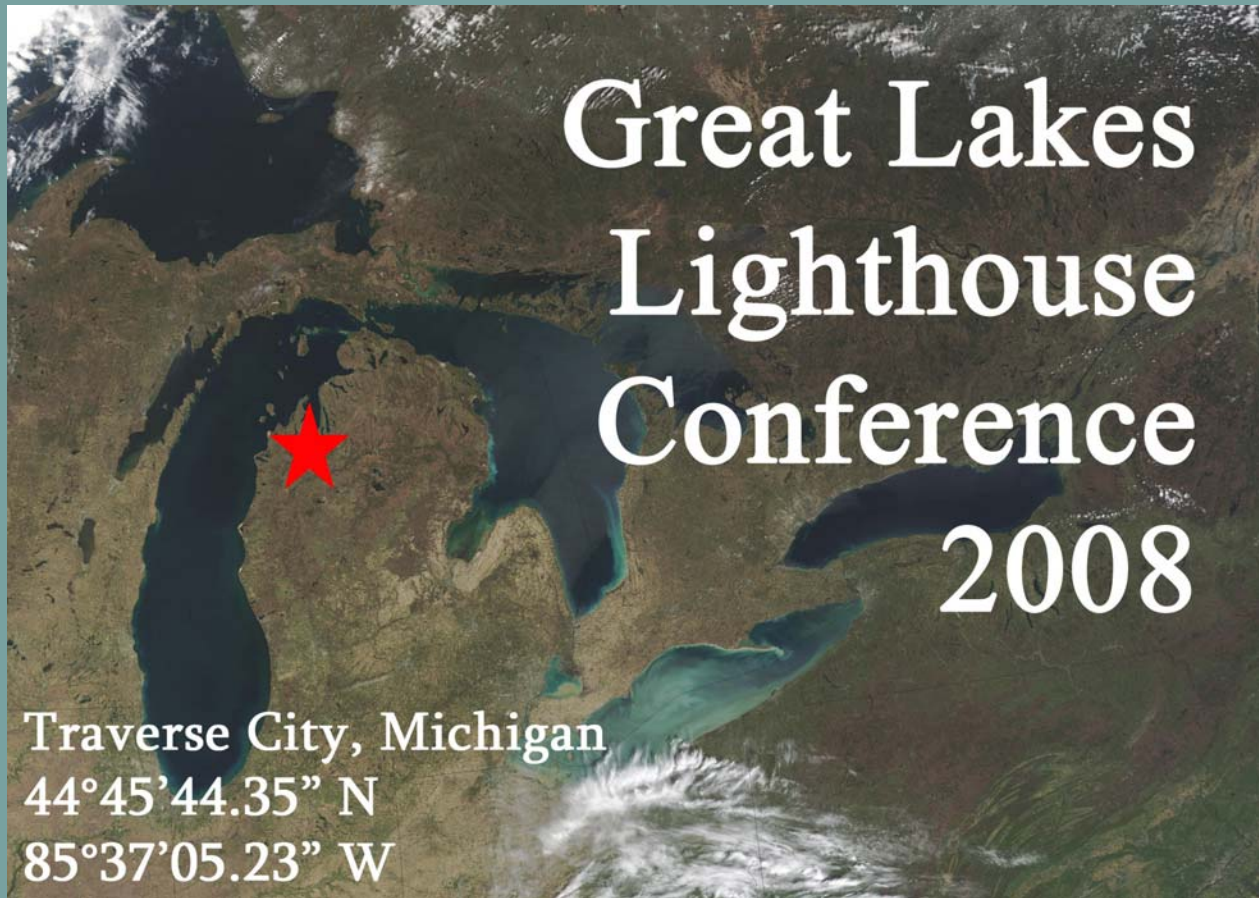 Great Lakes
Lighthouse
Conference
2008
Traverse City, Michigan
44°45’44.35” N
85°37’05.23” W